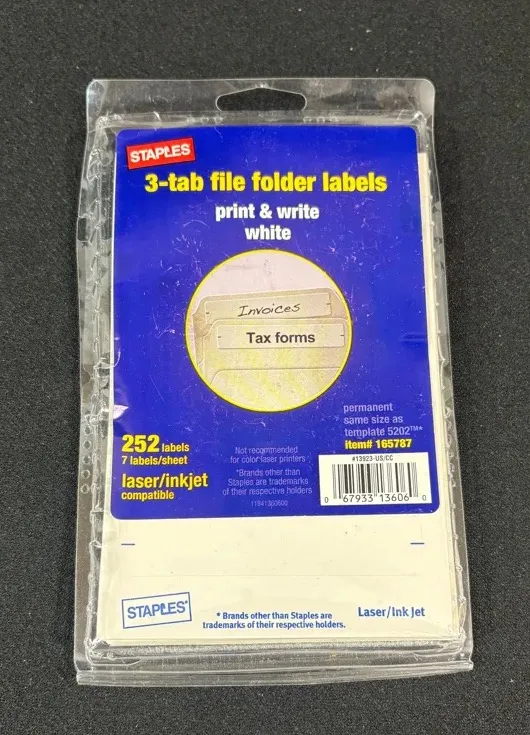 STAPLES
3-tab file folder labels
print & write
white
Invoices
Tax forms
permanent
same size as
template 5202™*
item# 165787
252 labels
7 labels/sheet
laser/inkjet
compatible
Not recommended
for color laser printers
*Brands other than
Staples are trademarks
of their respective holders
#13923-US/CC
0 67933 13606 0
STAPLES
* Brands other than Staples are
trademarks of their respective holders.
Laser/Ink Jet